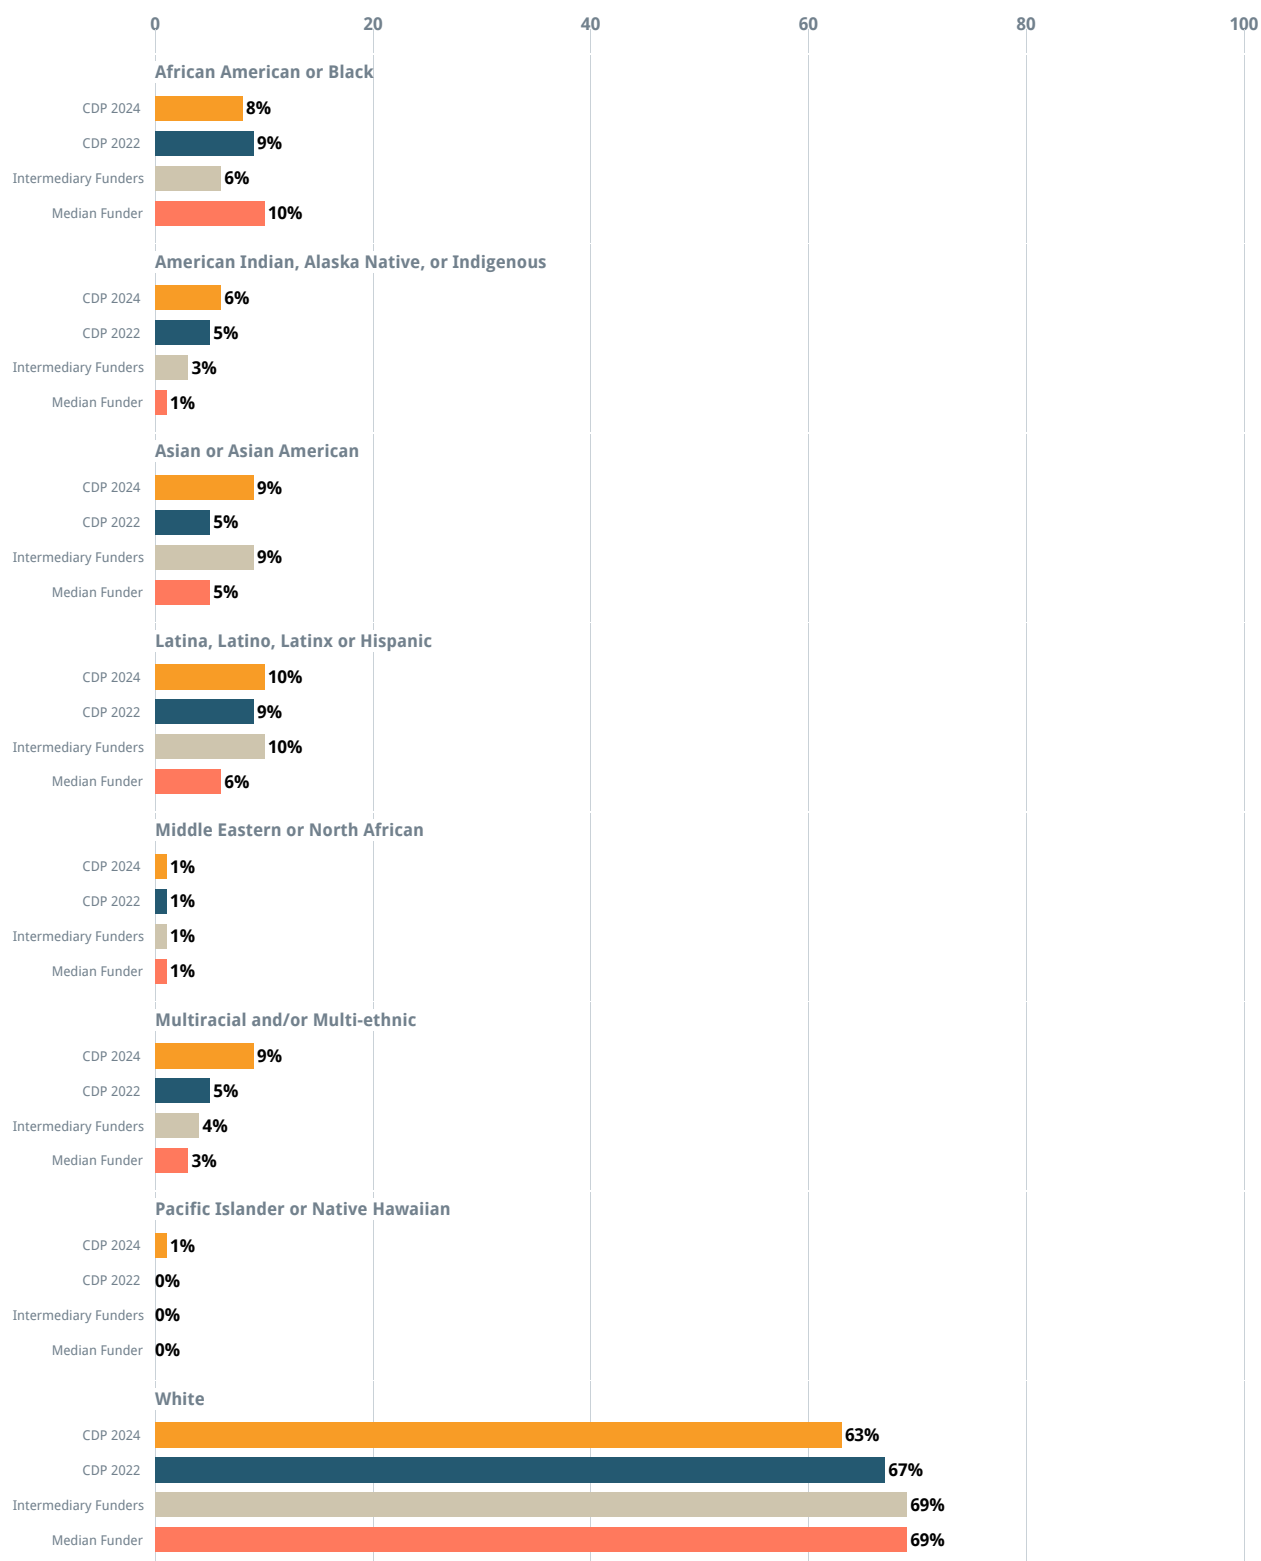 0 20 40 60 80 100
African American or Black
CDP 2024 8%
CDP 2022 9%
Intermediary Funders 6%
Median Funder 10%
American Indian, Alaska Native, or Indigenous
CDP 2024 6%
CDP 2022 5%
Intermediary Funders 3%
Median Funder 1%
Asian or Asian American
CDP 2024 9%
CDP 2022 5%
Intermediary Funders 9%
Median Funder 5%
Latina, Latino, Latinx or Hispanic
CDP 2024 10%
CDP 2022 9%
Intermediary Funders 10%
Median Funder 6%
Middle Eastern or North African
CDP 2024 1%
CDP 2022 1%
Intermediary Funders 1%
Median Funder 1%
Multiracial and/or Multi-ethnic
CDP 2024 9%
CDP 2022 5%
Intermediary Funders 4%
Median Funder 3%
Pacific Islander or Native Hawaiian
CDP 2024 1%
CDP 2022 0%
Intermediary Funders 0%
Median Funder 0%
White
CDP 2024 63%
CDP 2022 67%
Intermediary Funders 69%
Median Funder 69%